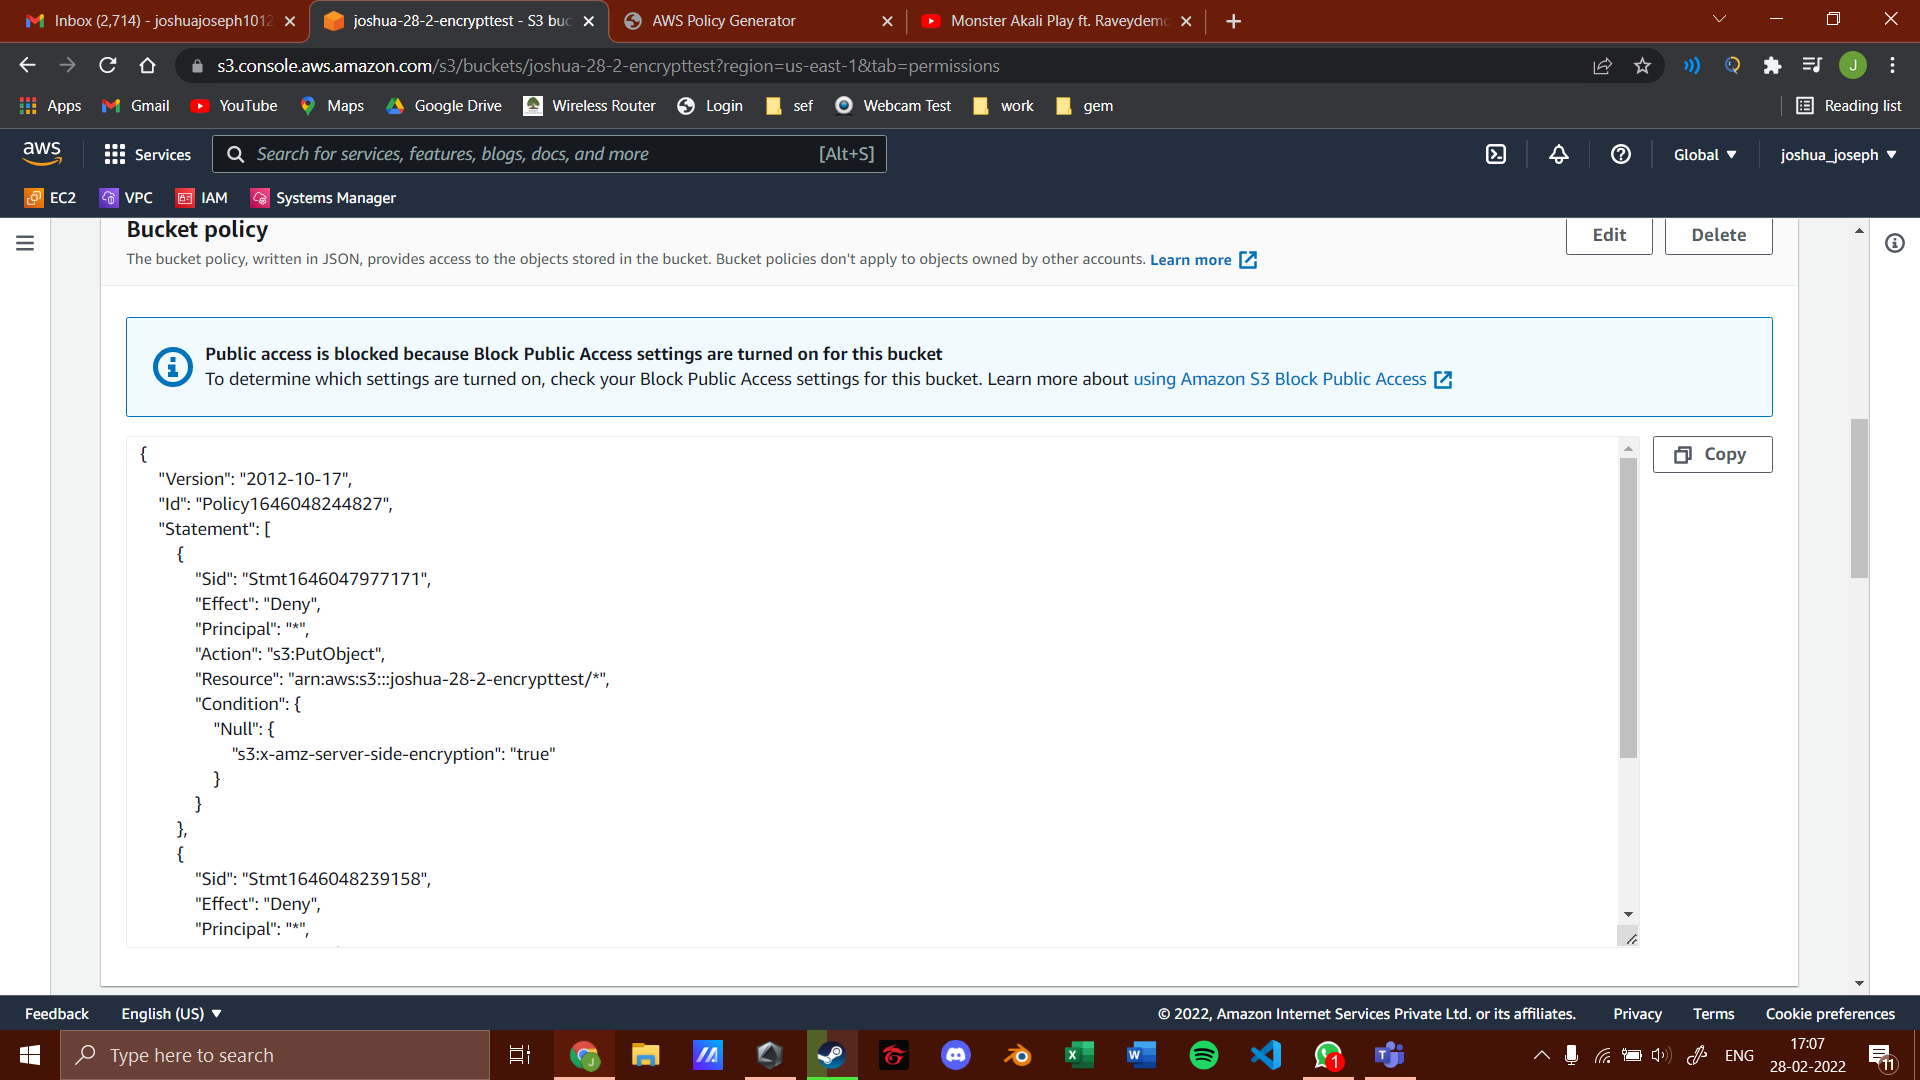 Inbox (2,714) - joshuajoseph1012
joshua-28-2-encrypttest - S3 buc
AWS Policy Generator
Monster Akali Play ft. Raveydemo
s3.console.aws.amazon.com/s3/buckets/joshua-28-2-encrypttest?region=us-east-1&tab=permissions
J
Apps Gmail YouTube Maps Google Drive Wireless Router Login sef Webcam Test work gem Reading list
aws Services Search for services, features, blogs, docs, and more [Alt+S] Global joshua_joseph
EC2 VPC IAM Systems Manager
Bucket policy
Edit Delete
The bucket policy, written in JSON, provides access to the objects stored in the bucket. Bucket policies don't apply to objects owned by other accounts. Learn more
Public access is blocked because Block Public Access settings are turned on for this bucket
To determine which settings are turned on, check your Block Public Access settings for this bucket. Learn more about using Amazon S3 Block Public Access
Copy
{
"Version": "2012-10-17",
"Id": "Policy1646048244827",
"Statement": [
{
"Sid": "Stmt1646047977171",
"Effect": "Deny",
"Principal": "*",
"Action": "s3:PutObject",
"Resource": "arn:aws:s3:::joshua-28-2-encrypttest/*",
"Condition": {
"Null": {
"s3:x-amz-server-side-encryption": "true"
}
}
},
{
"Sid": "Stmt1646048239158",
"Effect": "Deny",
"Principal": "*",
Feedback English (US) © 2022, Amazon Internet Services Private Ltd. or its affiliates. Privacy Terms Cookie preferences
Type here to search
1
ENG
17:07
28-02-2022
11